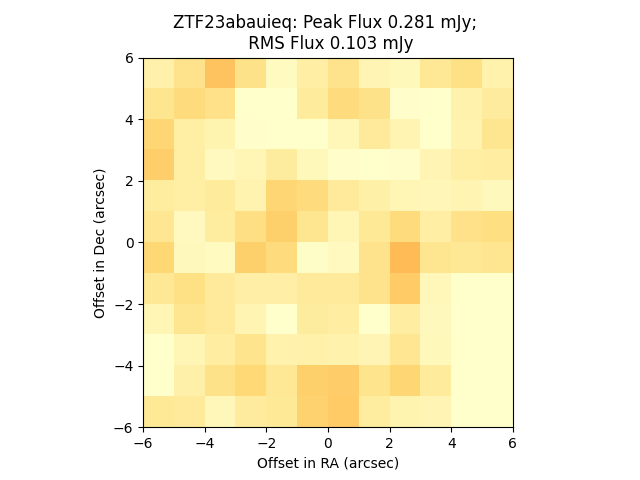 ZTF23abauieq: Peak Flux 0.281 mJy;
RMS Flux 0.103 mJy
6
4
2
0
−2
−4
−6
Offset in Dec (arcsec)
−6 −4 −2 0 2 4 6
Offset in RA (arcsec)